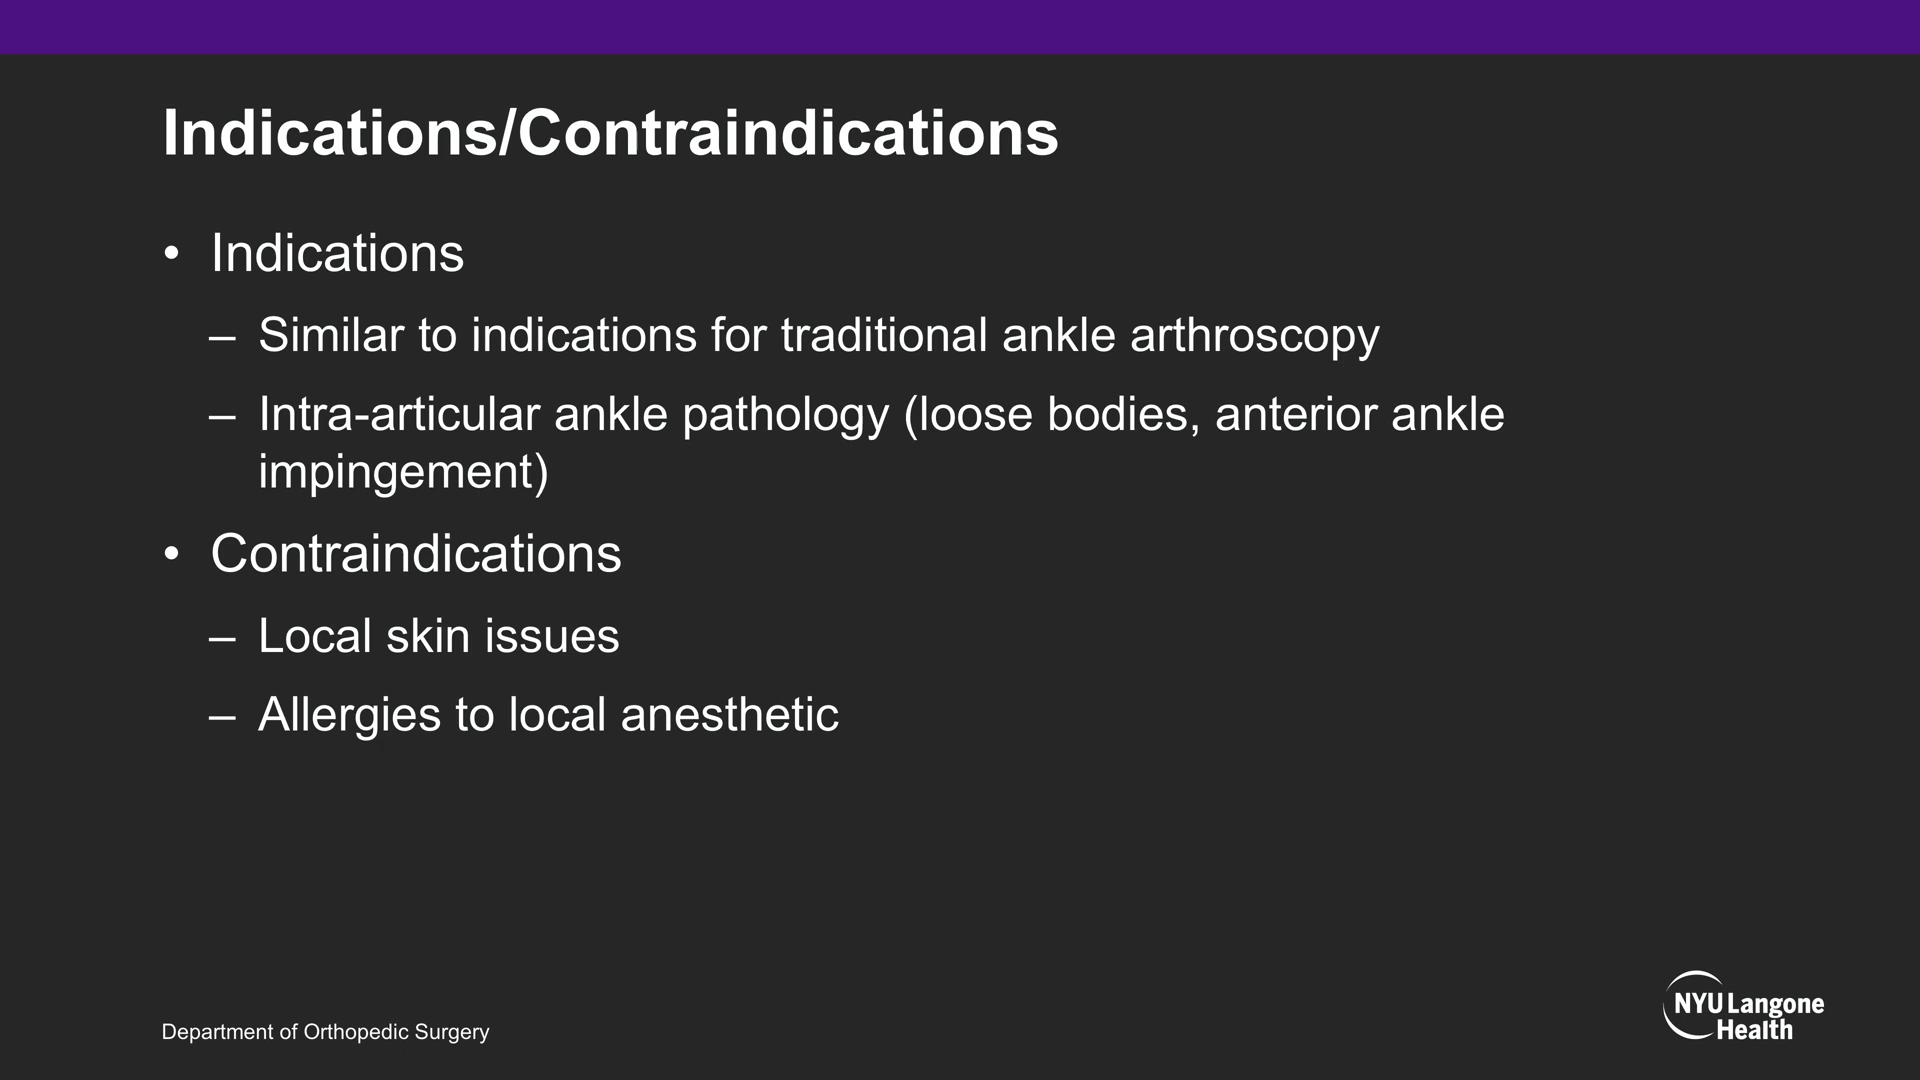 Indications/Contraindications
• Indications
– Similar to indications for traditional ankle arthroscopy
– Intra-articular ankle pathology (loose bodies, anterior ankle
impingement)
• Contraindications
– Local skin issues
– Allergies to local anesthetic
Department of Orthopedic Surgery
NYU Langone
Health